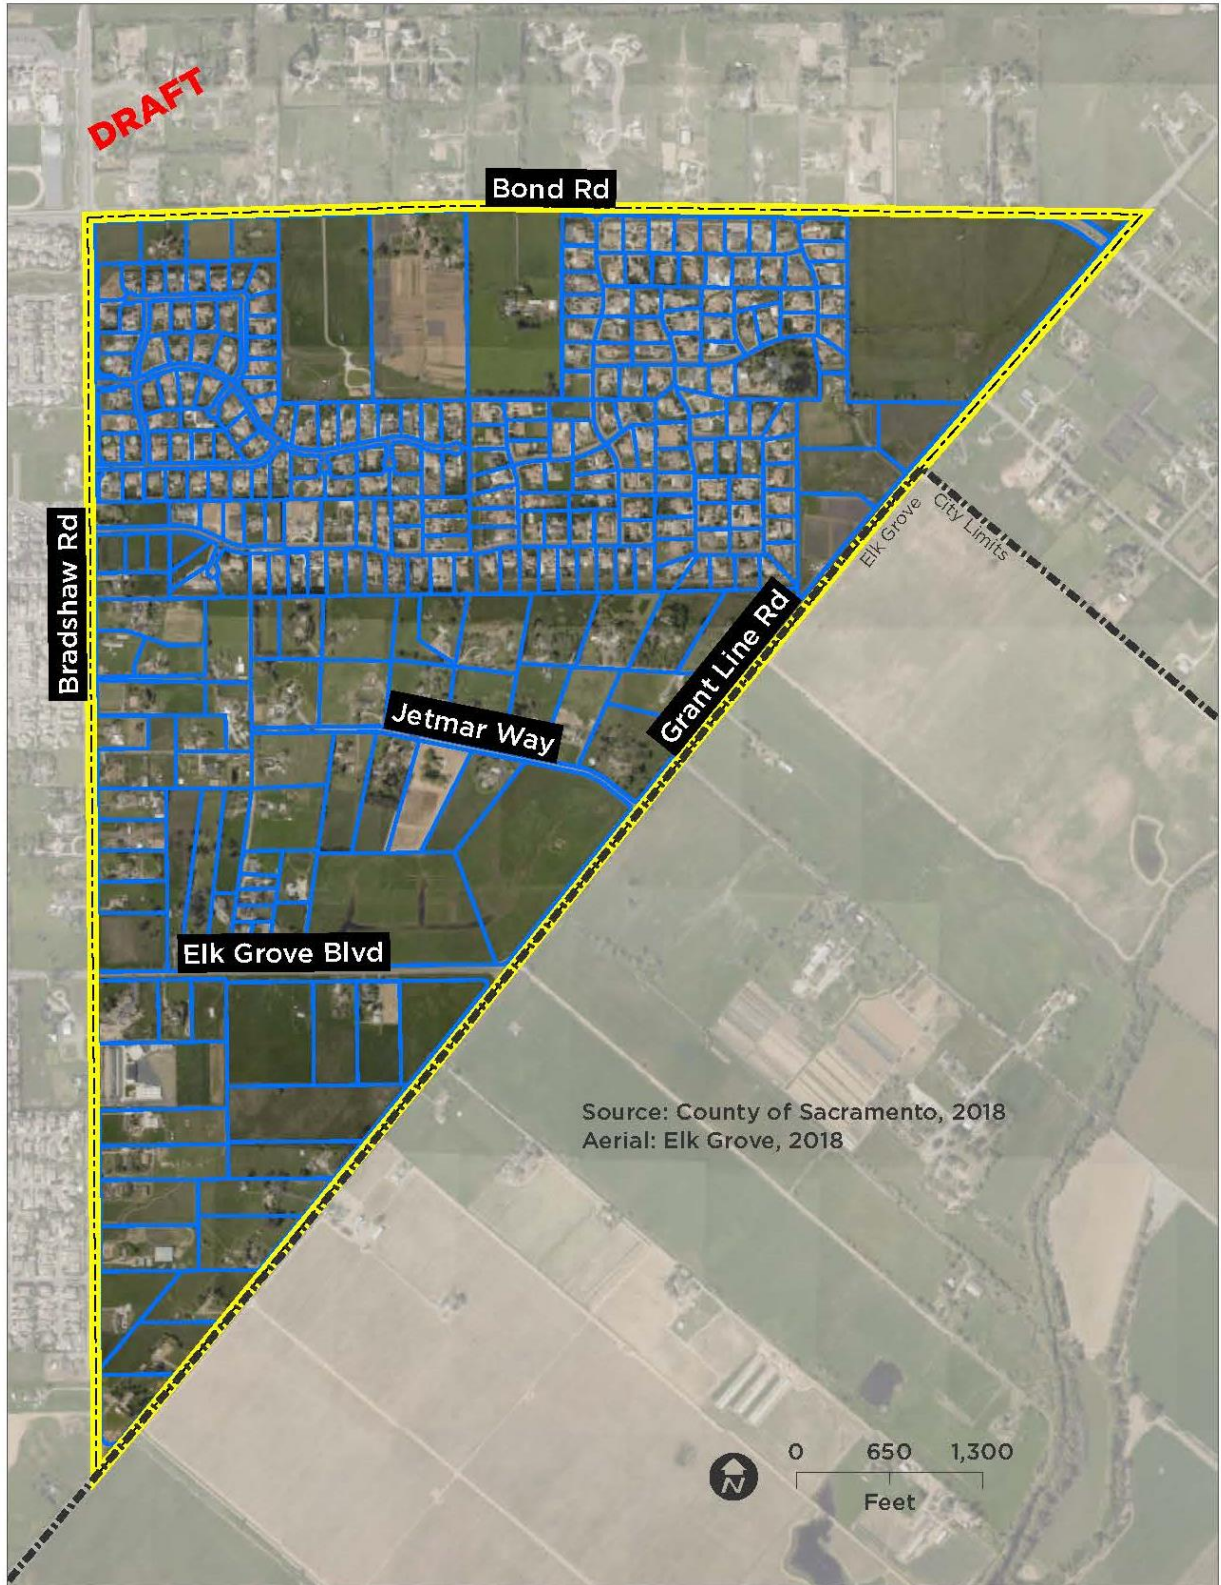 DRAFT
Bond Rd
Bradshaw Rd
Elk Grove
City Limits
Grant Line Rd
Jetmar Way
Elk Grove Blvd
Source: County of Sacramento, 2018
Aerial: Elk Grove, 2018
N
0 650 1,300
Feet